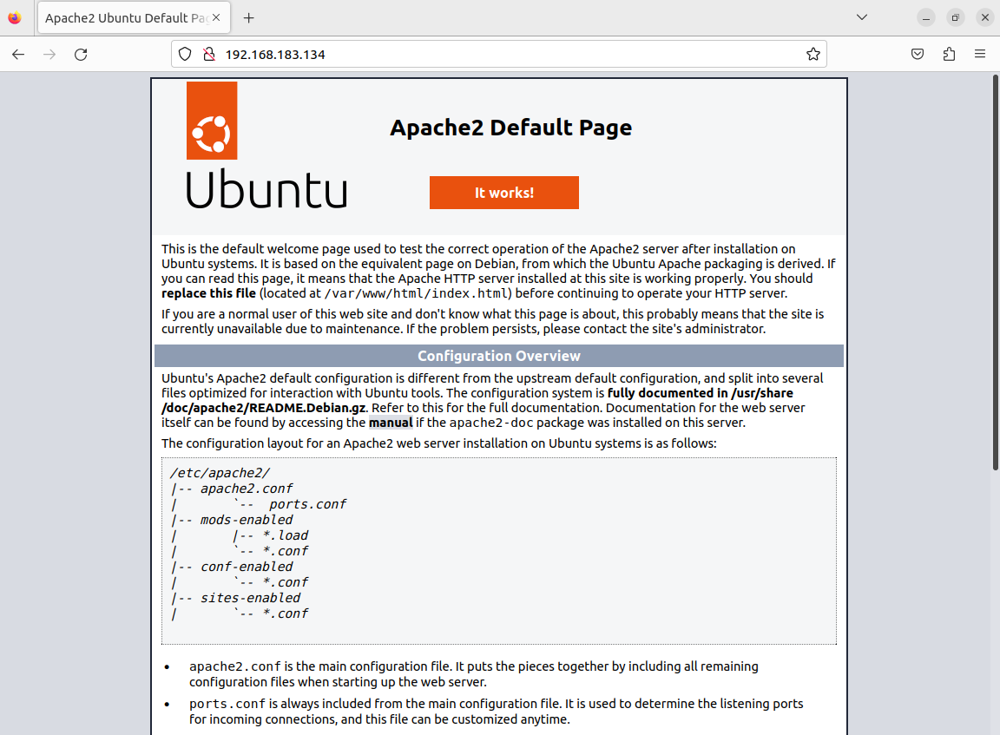 Apache2 Ubuntu Default Pag
192.168.183.134
Apache2 Default Page
Ubuntu
It works!
This is the default welcome page used to test the correct operation of the Apache2 server after installation on
Ubuntu systems. It is based on the equivalent page on Debian, from which the Ubuntu Apache packaging is derived. If
you can read this page, it means that the Apache HTTP server installed at this site is working properly. You should
replace this file (located at /var/www/html/index.html) before continuing to operate your HTTP server.
If you are a normal user of this web site and don't know what this page is about, this probably means that the site is
currently unavailable due to maintenance. If the problem persists, please contact the site's administrator.
Configuration Overview
Ubuntu's Apache2 default configuration is different from the upstream default configuration, and split into several
files optimized for interaction with Ubuntu tools. The configuration system is fully documented in /usr/share
/doc/apache2/README.Debian.gz. Refer to this for the full documentation. Documentation for the web server
itself can be found by accessing the manual if the apache2-doc package was installed on this server.
The configuration layout for an Apache2 web server installation on Ubuntu systems is as follows:
/etc/apache2/
|-- apache2.conf
|       `--  ports.conf
|-- mods-enabled
|       |-- *.load
|       `-- *.conf
|-- conf-enabled
|       `-- *.conf
|-- sites-enabled
|       `-- *.conf
• apache2.conf is the main configuration file. It puts the pieces together by including all remaining
configuration files when starting up the web server.
• ports.conf is always included from the main configuration file. It is used to determine the listening ports
for incoming connections, and this file can be customized anytime.